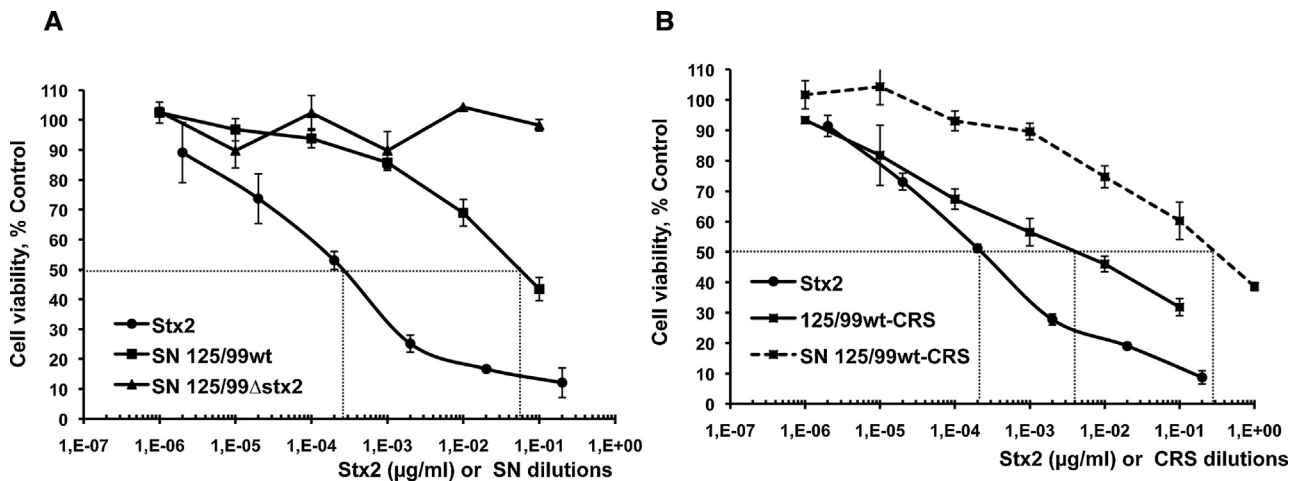 A
Cell viability, % Control
110
100
90
80
70
60
50
40
30
20
10
0
Stx2
SN 125/99wt
SN 125/99Δstx2
1,E-07 1,E-06 1,E-05 1,E-04 1,E-03 1,E-02 1,E-01 1,E+00
Stx2 (μg/ml) or SN dilutions
B
Cell viability, % Control
110
100
90
80
70
60
50
40
30
20
10
0
Stx2
125/99wt-CRS
SN 125/99wt-CRS
1,E-07 1,E-06 1,E-05 1,E-04 1,E-03 1,E-02 1,E-01 1,E+00
Stx2 (μg/ml) or CRS dilutions